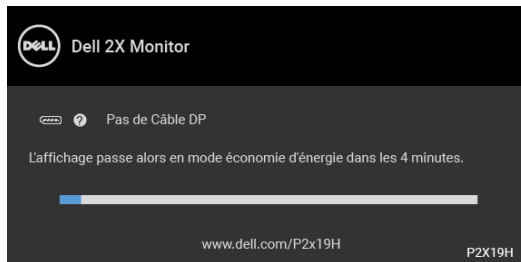 DELL
Dell 2X Monitor
Pas de Câble DP
L'affichage passe alors en mode économie d'énergie dans les 4 minutes.
www.dell.com/P2x19H
P2X19H